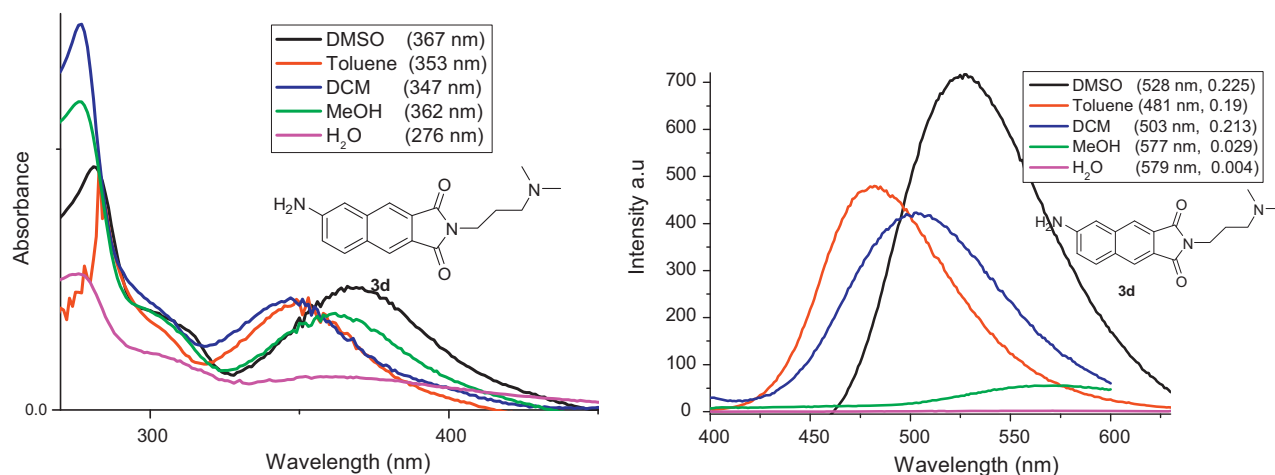 DMSO (367 nm)
Toluene (353 nm)
DCM (347 nm)
MeOH (362 nm)
H₂O (276 nm)
Absorbance
0.0
H₂N
O
N
O
N
3d
300
400
Wavelength (nm)
700
600
500
400
300
200
100
0
Intensity a.u
DMSO (528 nm, 0.225)
Toluene (481 nm, 0.19)
DCM (503 nm, 0.213)
MeOH (577 nm, 0.029)
H₂O (579 nm, 0.004)
H₂N
O
N
O
N
3d
400
450
500
550
600
Wavelength (nm)